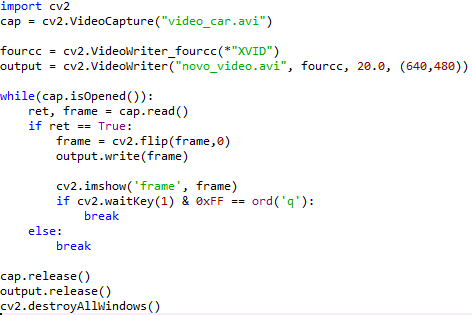 import cv2
cap = cv2.VideoCapture("video_car.avi")

fourcc = cv2.VideoWriter_fourcc(*"XVID")
output = cv2.VideoWriter("novo_video.avi", fourcc, 20.0, (640,480))

while(cap.isOpened()):
    ret, frame = cap.read()
    if ret == True:
        frame = cv2.flip(frame,0)
        output.write(frame)

        cv2.imshow('frame', frame)
        if cv2.waitKey(1) & 0xFF == ord('q'):
            break
    else:
        break

cap.release()
output.release()
cv2.destroyAllWindows()